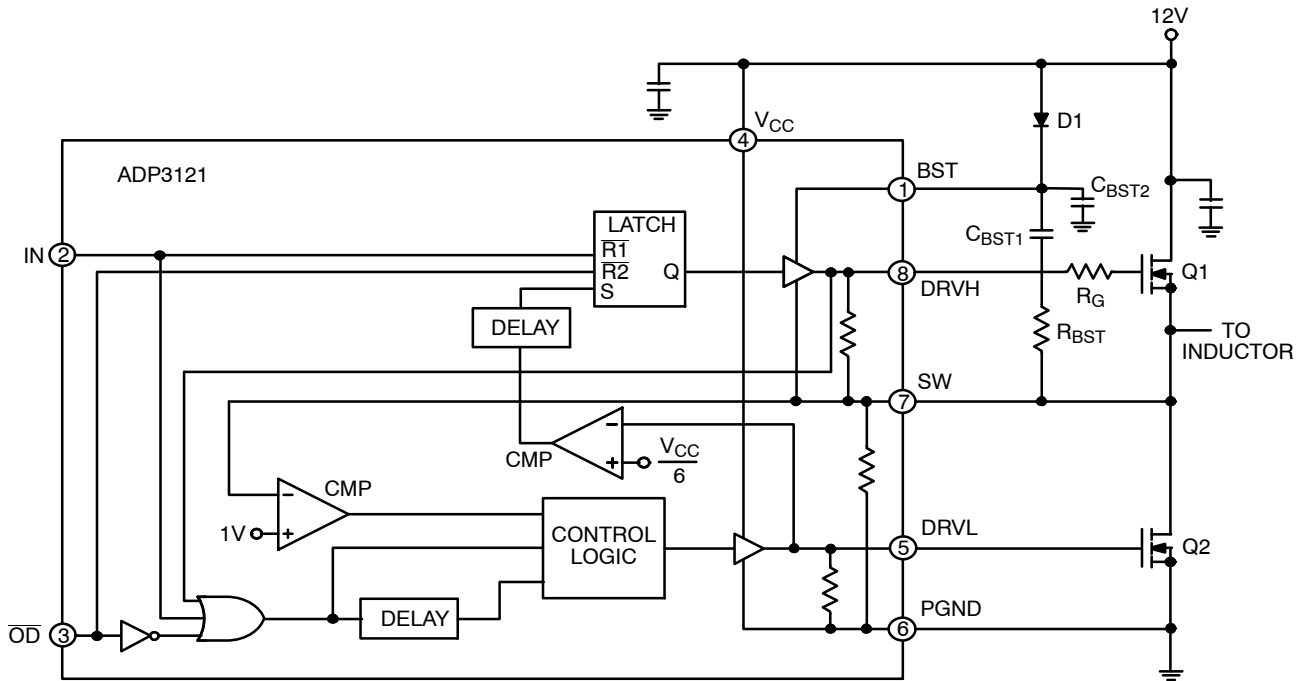 12V
VCC
4
D1
ADP3121
BST
1
CBST2
LATCH
CBST1
IN
2
R1
R2
Q
S
8
DRVH
RG
Q1
DELAY
RBST
TO
INDUCTOR
SW
7
−
+
CMP
VCC
6
−
+
CMP
1V
CONTROL
LOGIC
DRVL
5
Q2
DELAY
PGND
6
OD
3